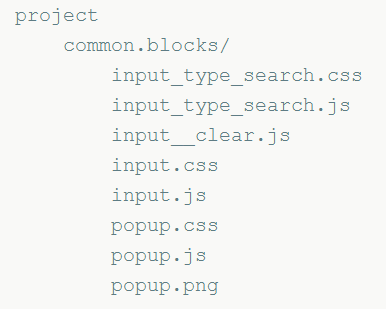 project
common.blocks/
input_type_search.css
input_type_search.js
input__clear.js
input.css
input.js
popup.css
popup.js
popup.png